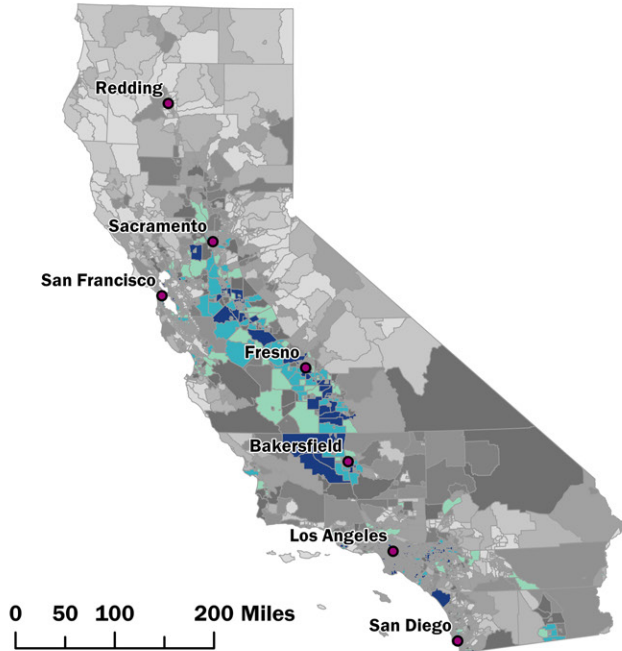 Redding
Sacramento
San Francisco
Fresno
Bakersfield
Los Angeles
San Diego
0 50 100 200 Miles